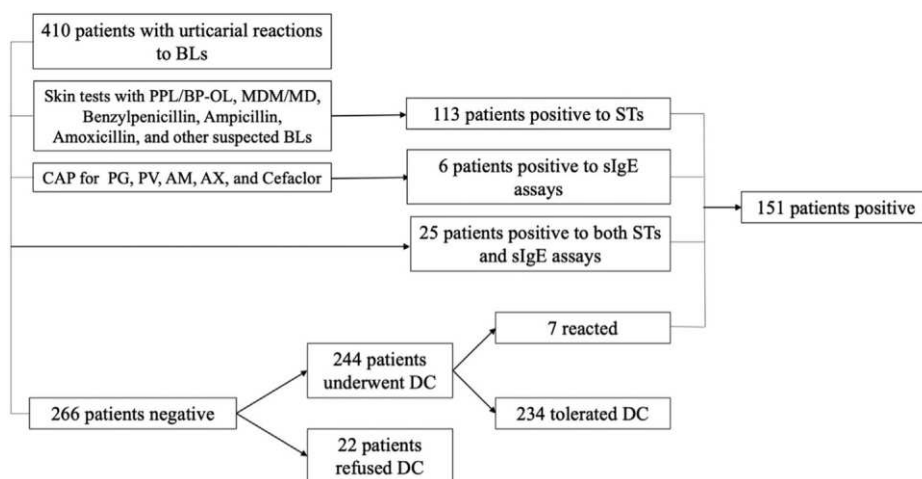 410 patients with urticarial reactions
to BLs
Skin tests with PPL/BP-OL, MDM/MD,
Benzylpenicillin, Ampicillin,
Amoxicillin, and other suspected BLs
113 patients positive to STs
CAP for PG, PV, AM, AX, and Cefaclor
6 patients positive to sIgE
assays
151 patients positive
25 patients positive to both STs
and sIgE assays
7 reacted
244 patients
underwent DC
266 patients negative
234 tolerated DC
22 patients
refused DC